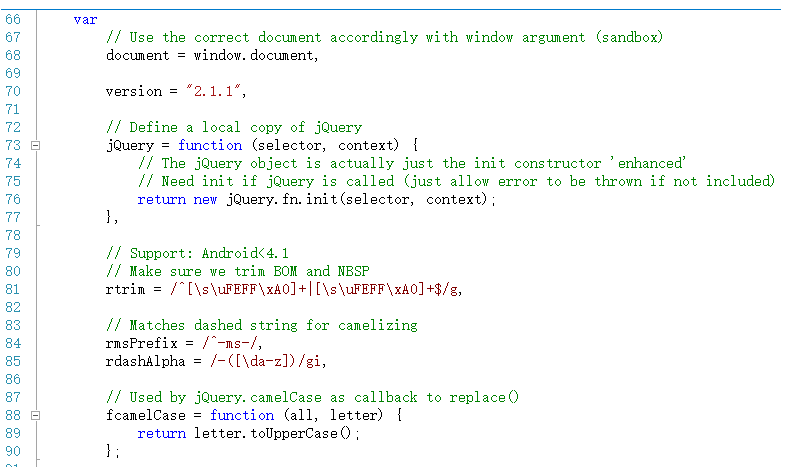 66 var
67 // Use the correct document accordingly with window argument (sandbox)
68 document = window.document,
69
70 version = "2.1.1",
71
72 // Define a local copy of jQuery
73 jQuery = function (selector, context) {
74 // The jQuery object is actually just the init constructor 'enhanced'
75 // Need init if jQuery is called (just allow error to be thrown if not included)
76 return new jQuery.fn.init(selector, context);
77 },
78
79 // Support: Android<4.1
80 // Make sure we trim BOM and NBSP
81 rtrim = /^[\s\uFEFF\xA0]+|[\s\uFEFF\xA0]+$/g,
82
83 // Matches dashed string for camelizing
84 rmsPrefix = /^-ms-/,
85 rdashAlpha = /-([\da-z])/gi,
86
87 // Used by jQuery.camelCase as callback to replace()
88 fcamelCase = function (all, letter) {
89 return letter.toUpperCase();
90 };